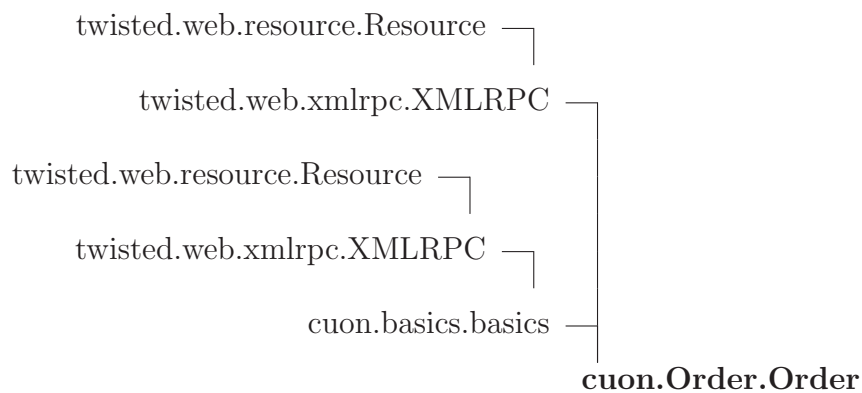 twisted.web.resource.Resource
twisted.web.xmlrpc.XMLRPC
twisted.web.resource.Resource
twisted.web.xmlrpc.XMLRPC
cuon.basics.basics
cuon.Order.Order